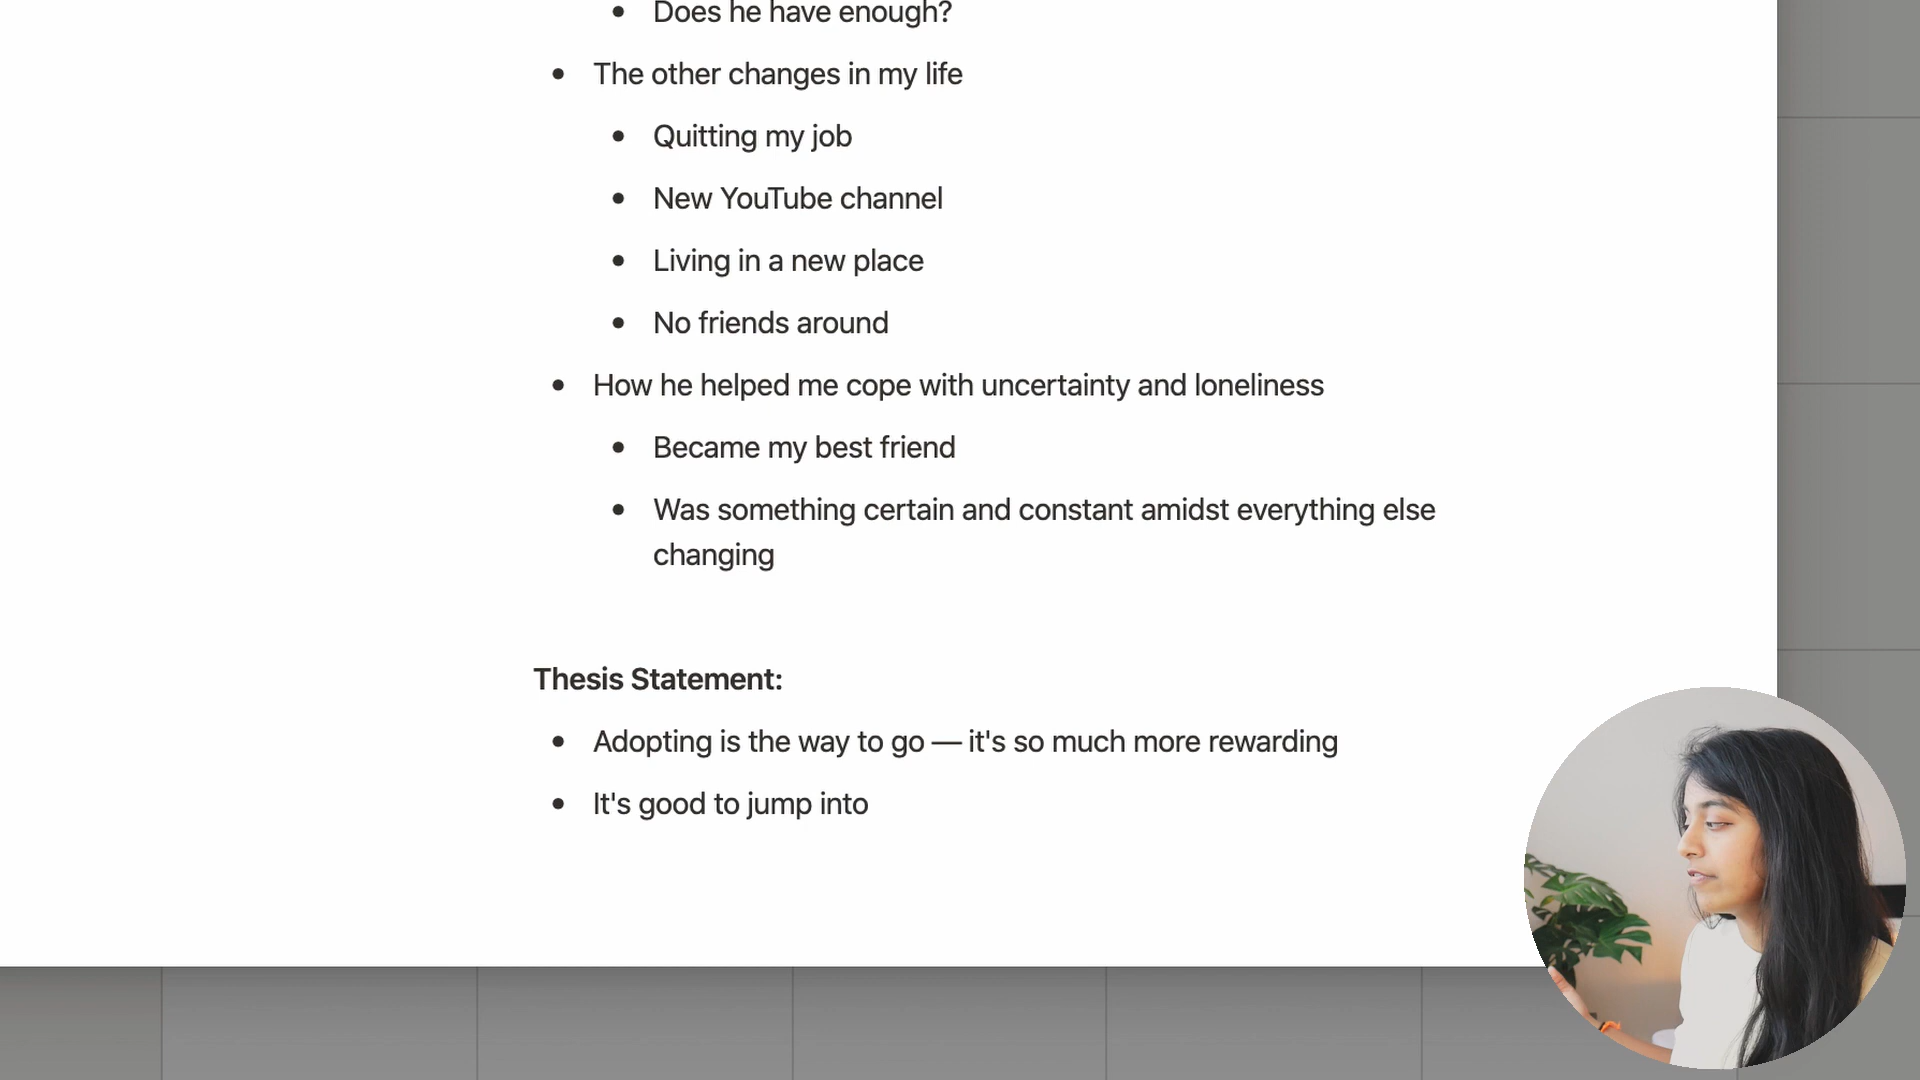 Does he have enough?
The other changes in my life
Quitting my job
New YouTube channel
Living in a new place
No friends around
How he helped me cope with uncertainty and loneliness
Became my best friend
Was something certain and constant amidst everything else
changing
Thesis Statement:
Adopting is the way to go — it's so much more rewarding
It's good to jump into